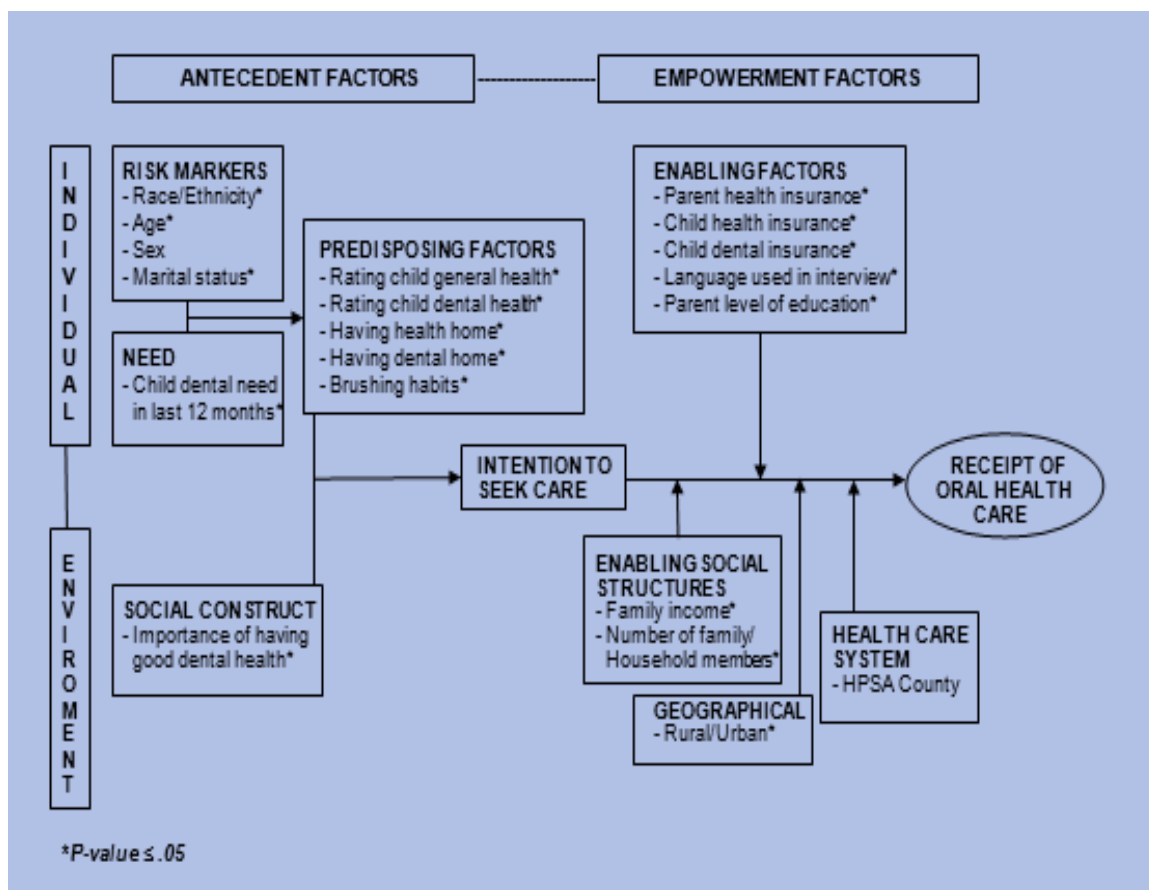 ANTECEDENT FACTORS
EMPOWERMENT FACTORS
INDIVIDUAL
RISK MARKERS
- Race/Ethnicity*
- Age*
- Sex
- Marital status*
NEED
- Child dental need
in last 12 months*
PREDISPOSING FACTORS
- Rating child general health*
- Rating child dental health*
- Having health home*
- Having dental home*
- Brushing habits*
ENABLING FACTORS
- Parent health insurance*
- Child health insurance*
- Child dental insurance*
- Language used in interview*
- Parent level of education*
INTENTION TO
SEEK CARE
RECEIPT OF
ORAL HEALTH
CARE
ENVIROMENT
SOCIAL CONSTRUCT
- Importance of having
good dental health*
ENABLING SOCIAL
STRUCTURES
- Family income*
- Number of family/
Household members*
GEOGRAPHICAL
- Rural/Urban*
HEALTH CARE
SYSTEM
- HPSA County
*P-value ≤ .05